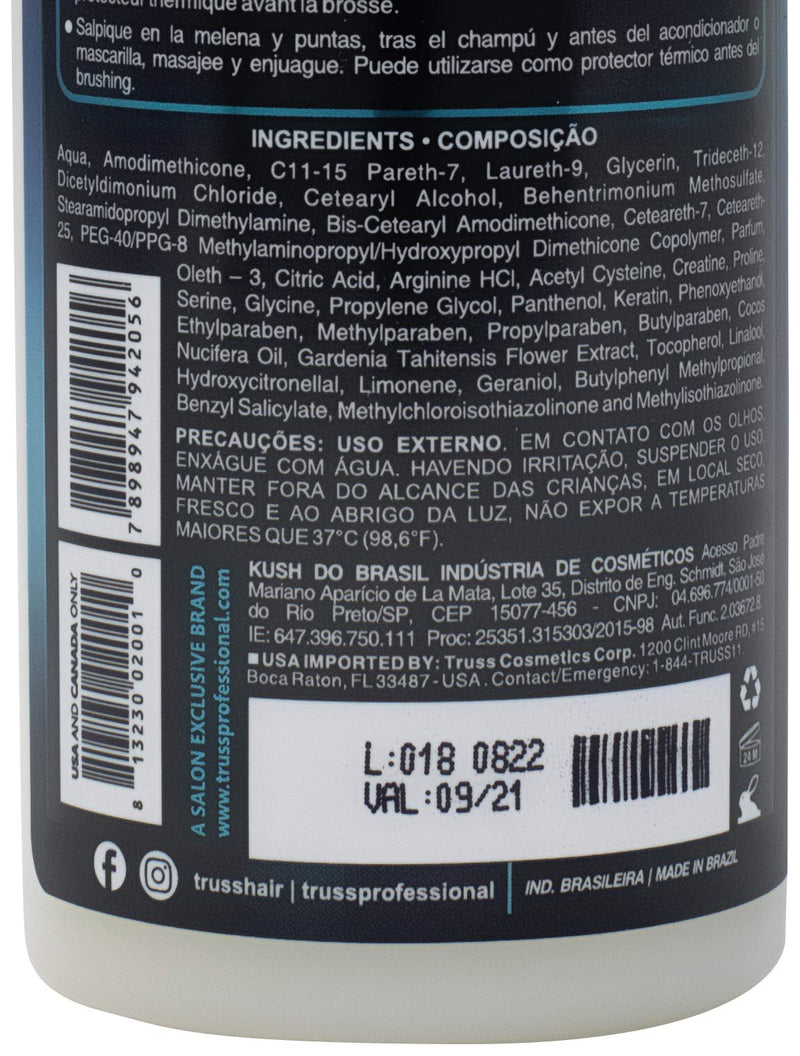 protecteur thermique avant la brosse.
• Salpique en la melena y puntas, tras el champú y antes del acondicionador o
mascarilla, masajee y enjuague. Puede utilizarse como protector térmico antes del
brushing.
INGREDIENTS • COMPOSIÇÃO
Aqua, Amodimethicone, C11-15 Pareth-7, Laureth-9, Glycerin, Trideceth-12,
Dicetyldimonium Chloride, Cetearyl Alcohol, Behentrimonium Methosulfate,
Stearamidopropyl Dimethylamine, Bis-Cetearyl Amodimethicone, Ceteareth-7, Ceteareth-
25, PEG-40/PPG-8 Methylaminopropyl/Hydroxypropyl Dimethicone Copolymer, Parfum,
Oleth – 3, Citric Acid, Arginine HCl, Acetyl Cysteine, Creatine, Proline,
Serine, Glycine, Propylene Glycol, Panthenol, Keratin, Phenoxyethanol,
Ethylparaben, Methylparaben, Propylparaben, Butylparaben, Cocos
Nucifera Oil, Gardenia Tahitensis Flower Extract, Tocopherol, Linalool,
Hydroxycitronellal, Limonene, Geraniol, Butylphenyl Methylpropional,
Benzyl Salicylate, Methylchloroisothiazolinone and Methylisothiazolinone.
7 898947 942056
PRECAUÇÕES: USO EXTERNO. EM CONTATO COM OS OLHOS,
ENXÁGUE COM ÁGUA. HAVENDO IRRITAÇÃO, SUSPENDER O USO.
MANTER FORA DO ALCANCE DAS CRIANÇAS, EM LOCAL SECO,
FRESCO E AO ABRIGO DA LUZ, NÃO EXPOR A TEMPERATURAS
MAIORES QUE 37°C (98,6°F).
USA AND CANADA ONLY
8 13230 02001 0
A SALON EXCLUSIVE BRAND
www.trussprofessional.com
KUSH DO BRASIL INDÚSTRIA DE COSMÉTICOS Acesso Padre
Mariano Aparício de La Mata, Lote 35, Distrito de Eng. Schmidt, São José
do Rio Preto/SP, CEP 15077-456 - CNPJ: 04.696.774/0001-50
IE: 647.396.750.111 Proc: 25351.315303/2015-98 Aut. Func. 2.03672.8
■ USA IMPORTED BY: Truss Cosmetics Corp. 1200 Clint Moore RD. #15
Boca Raton, FL 33487 - USA. Contact/Emergency: 1-844-TRUSS11.
L:018 0822
VAL:09/21
24 M
trusshair | trussprofessional
IND. BRASILEIRA | MADE IN BRAZIL